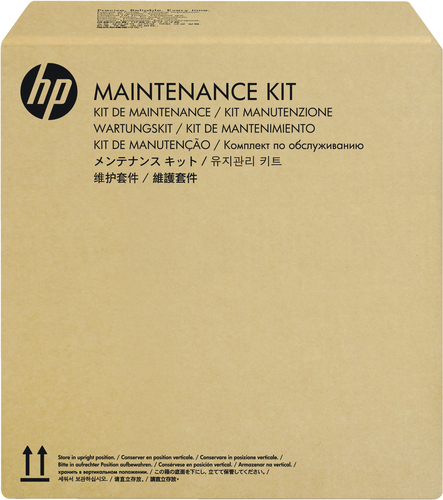 Precise. Reliable. Every time.
hp
MAINTENANCE KIT
KIT DE MAINTENANCE / KIT MANUTENZIONE
WARTUNGSKIT / KIT DE MANTENIMIENTO
KIT DE MANUTENÇÃO / Комплект по обслуживанию
メンテナンス キット / 유지관리 키트
维护套件 / 維護套件
Store in upright position. / Conserver en position verticale. / Conservare in posizione verticale. /
Bitte in aufrechter Position aufbewahren. / Consérvese en posición vertical. / Armazenar na vertical. /
хранить в вертикальном положении. / この箱の底面を下にし、立てて保管してください。/
세워서 보관하십시오. / 请直立存放。/ 請直立存放。